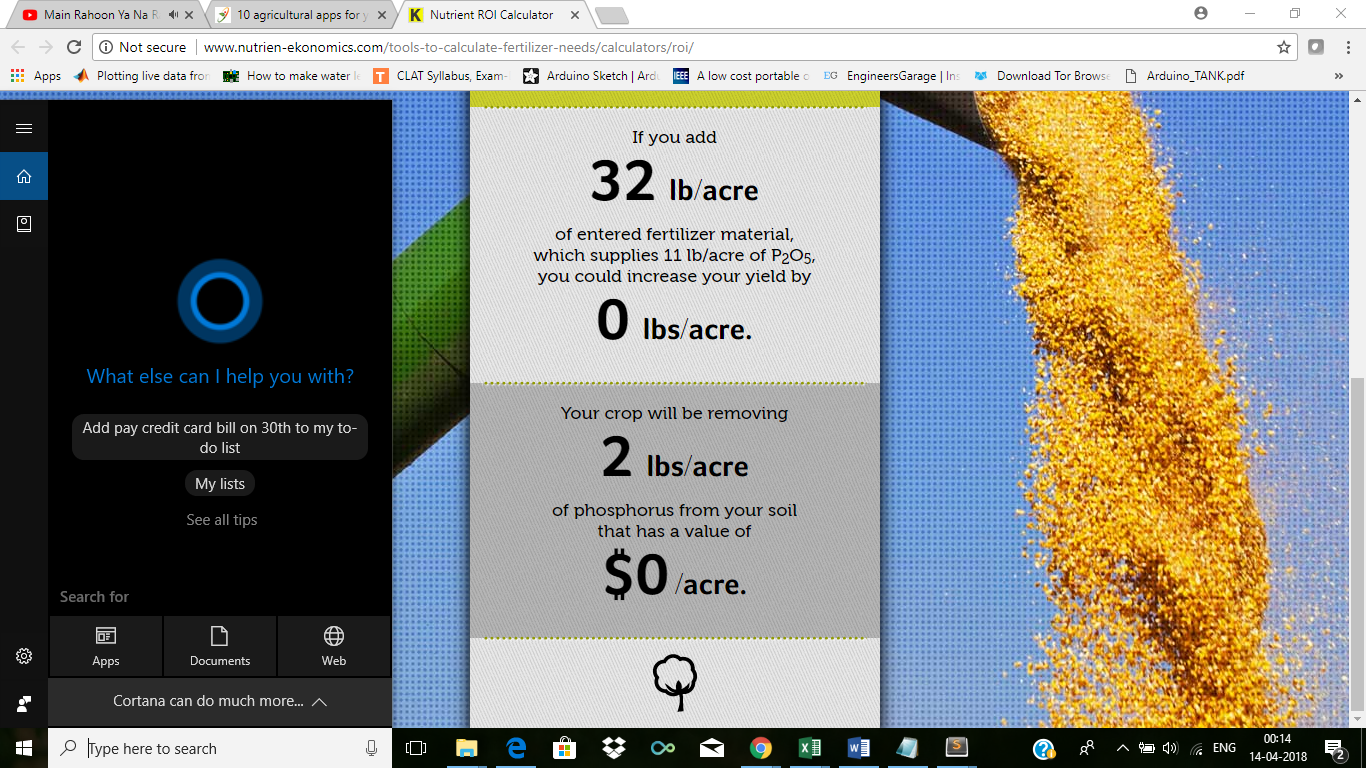 Main Rahoon Ya Na R
10 agricultural apps for y
Nutrient ROI Calculator
Not secure
www.nutrien-ekonomics.com/tools-to-calculate-fertilizer-needs/calculators/roi/
Apps
Plotting live data fro
How to make water le
T
CLAT Syllabus, Exam-
Arduino Sketch | Ardu
IEEE
A low cost portable o
EG
EngineersGarage | Ins
Download Tor Browse
Arduino_TANK.pdf
»
If you add
32 lb/acre
of entered fertilizer material,
which supplies 11 lb/acre of P₂O₅,
you could increase your yield by
0 lbs/acre.
Your crop will be removing
2 lbs/acre
of phosphorus from your soil
that has a value of
$0 /acre.
What else can I help you with?
Add pay credit card bill on 30th to my to-
do list
My lists
See all tips
Search for
Apps
Documents
Web
Cortana can do much more...
Type here to search
ENG
00:14
14-04-2018
2